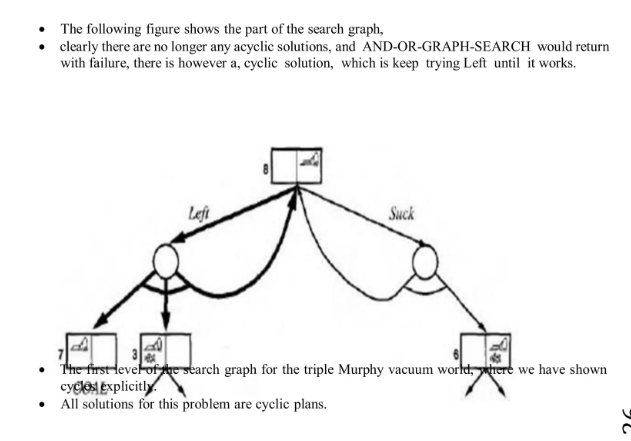 • The following figure shows the part of the search graph,
• clearly there are no longer any acyclic solutions, and AND-OR-GRAPH-SEARCH would return
with failure, there is however a, cyclic solution, which is keep trying Left until it works.
8
Left
Suck
7
3
6
• The first level of the search graph for the triple Murphy vacuum world, where we have shown
cycles explicitly.
GOAL
• All solutions for this problem are cyclic plans.